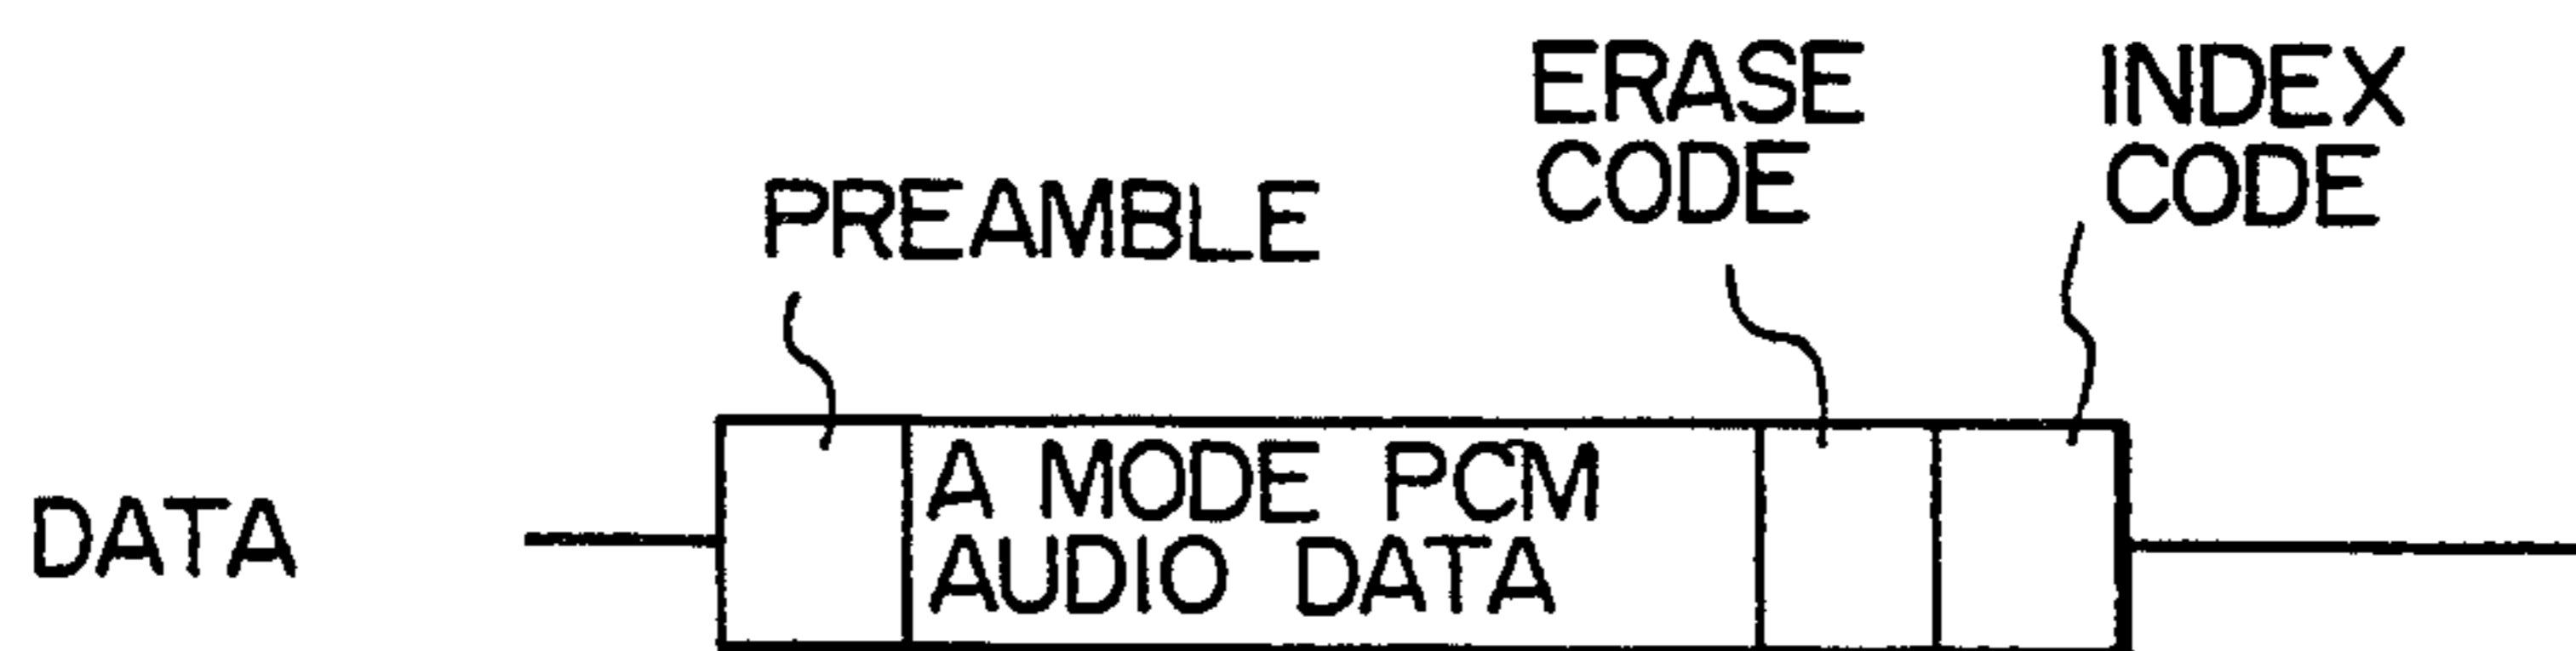 ERASE
CODE
INDEX
CODE
PREAMBLE
DATA
A MODE PCM
AUDIO DATA